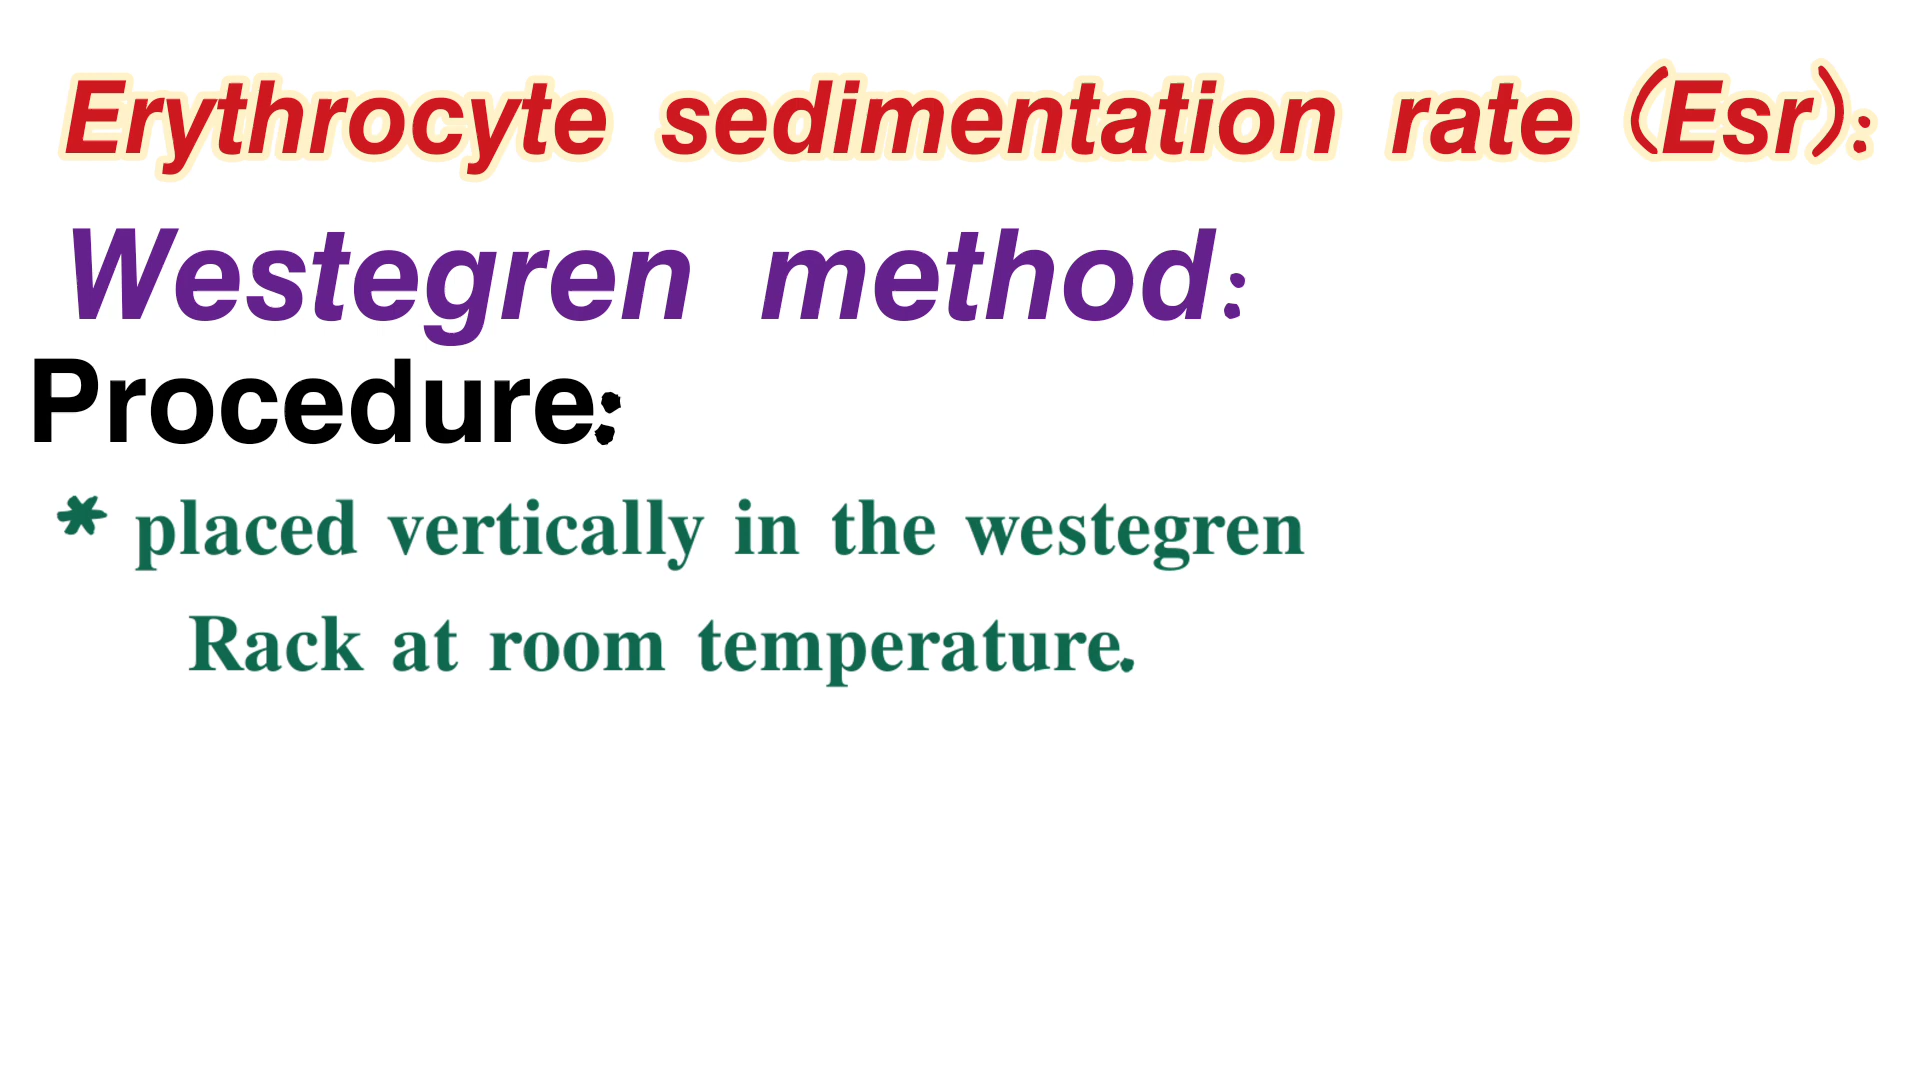 Erythrocyte sedimentation rate (Esr):
Westegren method:
Procedure:
* placed vertically in the westegren
Rack at room temperature.